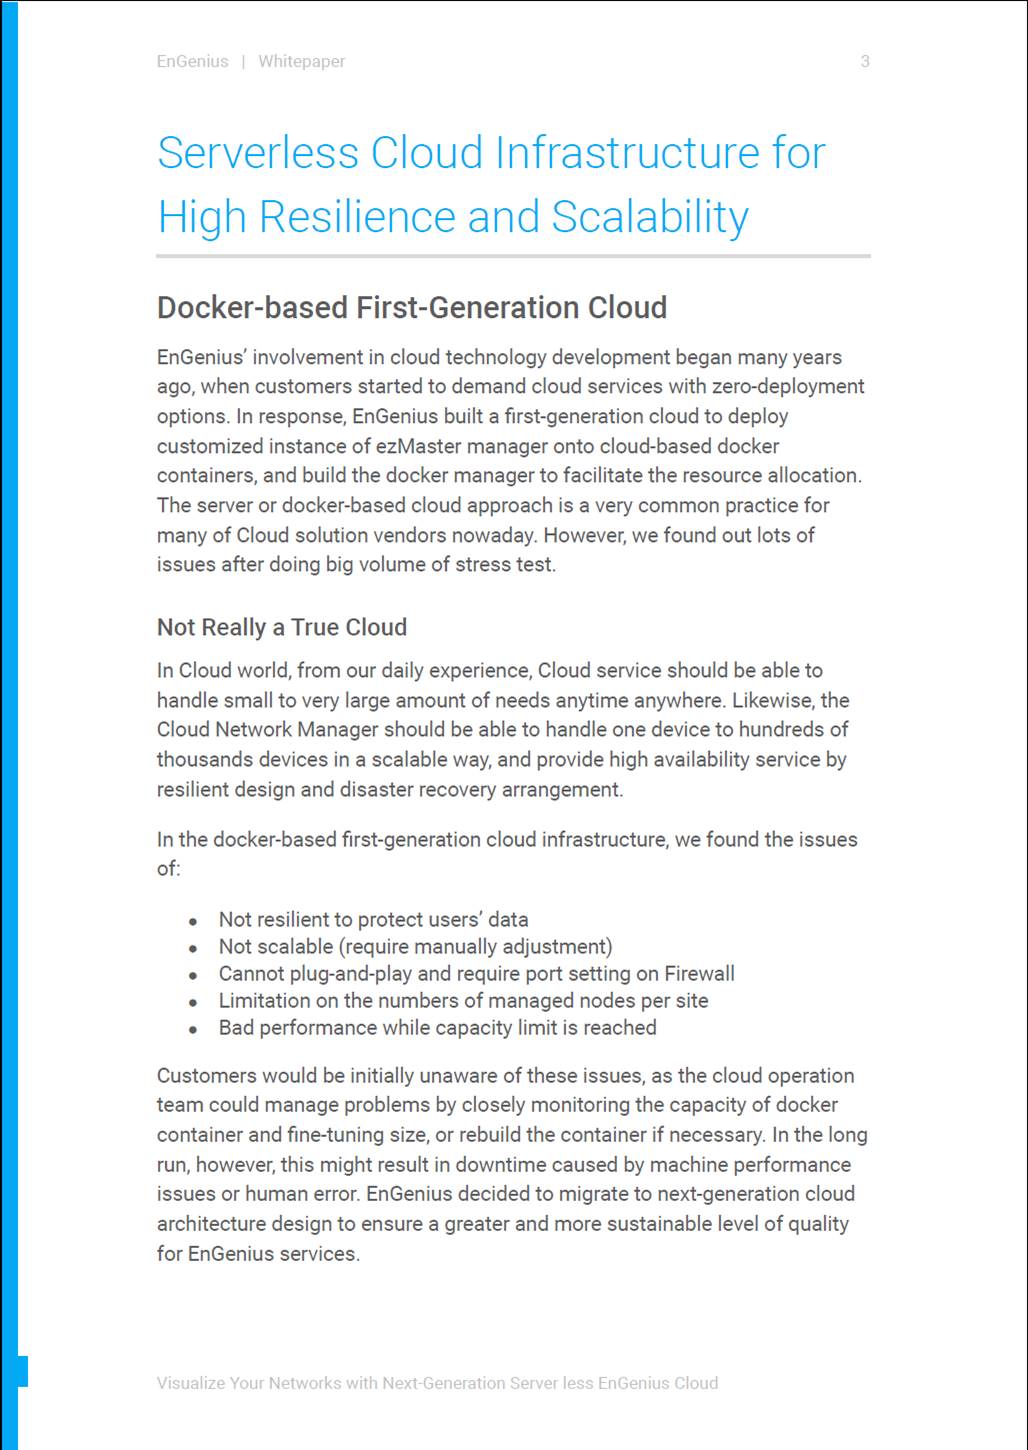 EnGenius | Whitepaper 3
Serverless Cloud Infrastructure for
High Resilience and Scalability
Docker-based First-Generation Cloud
EnGenius’ involvement in cloud technology development began many years
ago, when customers started to demand cloud services with zero-deployment
options. In response, EnGenius built a first-generation cloud to deploy
customized instance of ezMaster manager onto cloud-based docker
containers, and build the docker manager to facilitate the resource allocation.
The server or docker-based cloud approach is a very common practice for
many of Cloud solution vendors nowaday. However, we found out lots of
issues after doing big volume of stress test.
Not Really a True Cloud
In Cloud world, from our daily experience, Cloud service should be able to
handle small to very large amount of needs anytime anywhere. Likewise, the
Cloud Network Manager should be able to handle one device to hundreds of
thousands devices in a scalable way, and provide high availability service by
resilient design and disaster recovery arrangement.
In the docker-based first-generation cloud infrastructure, we found the issues
of:
● Not resilient to protect users’ data
● Not scalable (require manually adjustment)
● Cannot plug-and-play and require port setting on Firewall
● Limitation on the numbers of managed nodes per site
● Bad performance while capacity limit is reached
Customers would be initially unaware of these issues, as the cloud operation
team could manage problems by closely monitoring the capacity of docker
container and fine-tuning size, or rebuild the container if necessary. In the long
run, however, this might result in downtime caused by machine performance
issues or human error. EnGenius decided to migrate to next-generation cloud
architecture design to ensure a greater and more sustainable level of quality
for EnGenius services.
Visualize Your Networks with Next-Generation Server less EnGenius Cloud